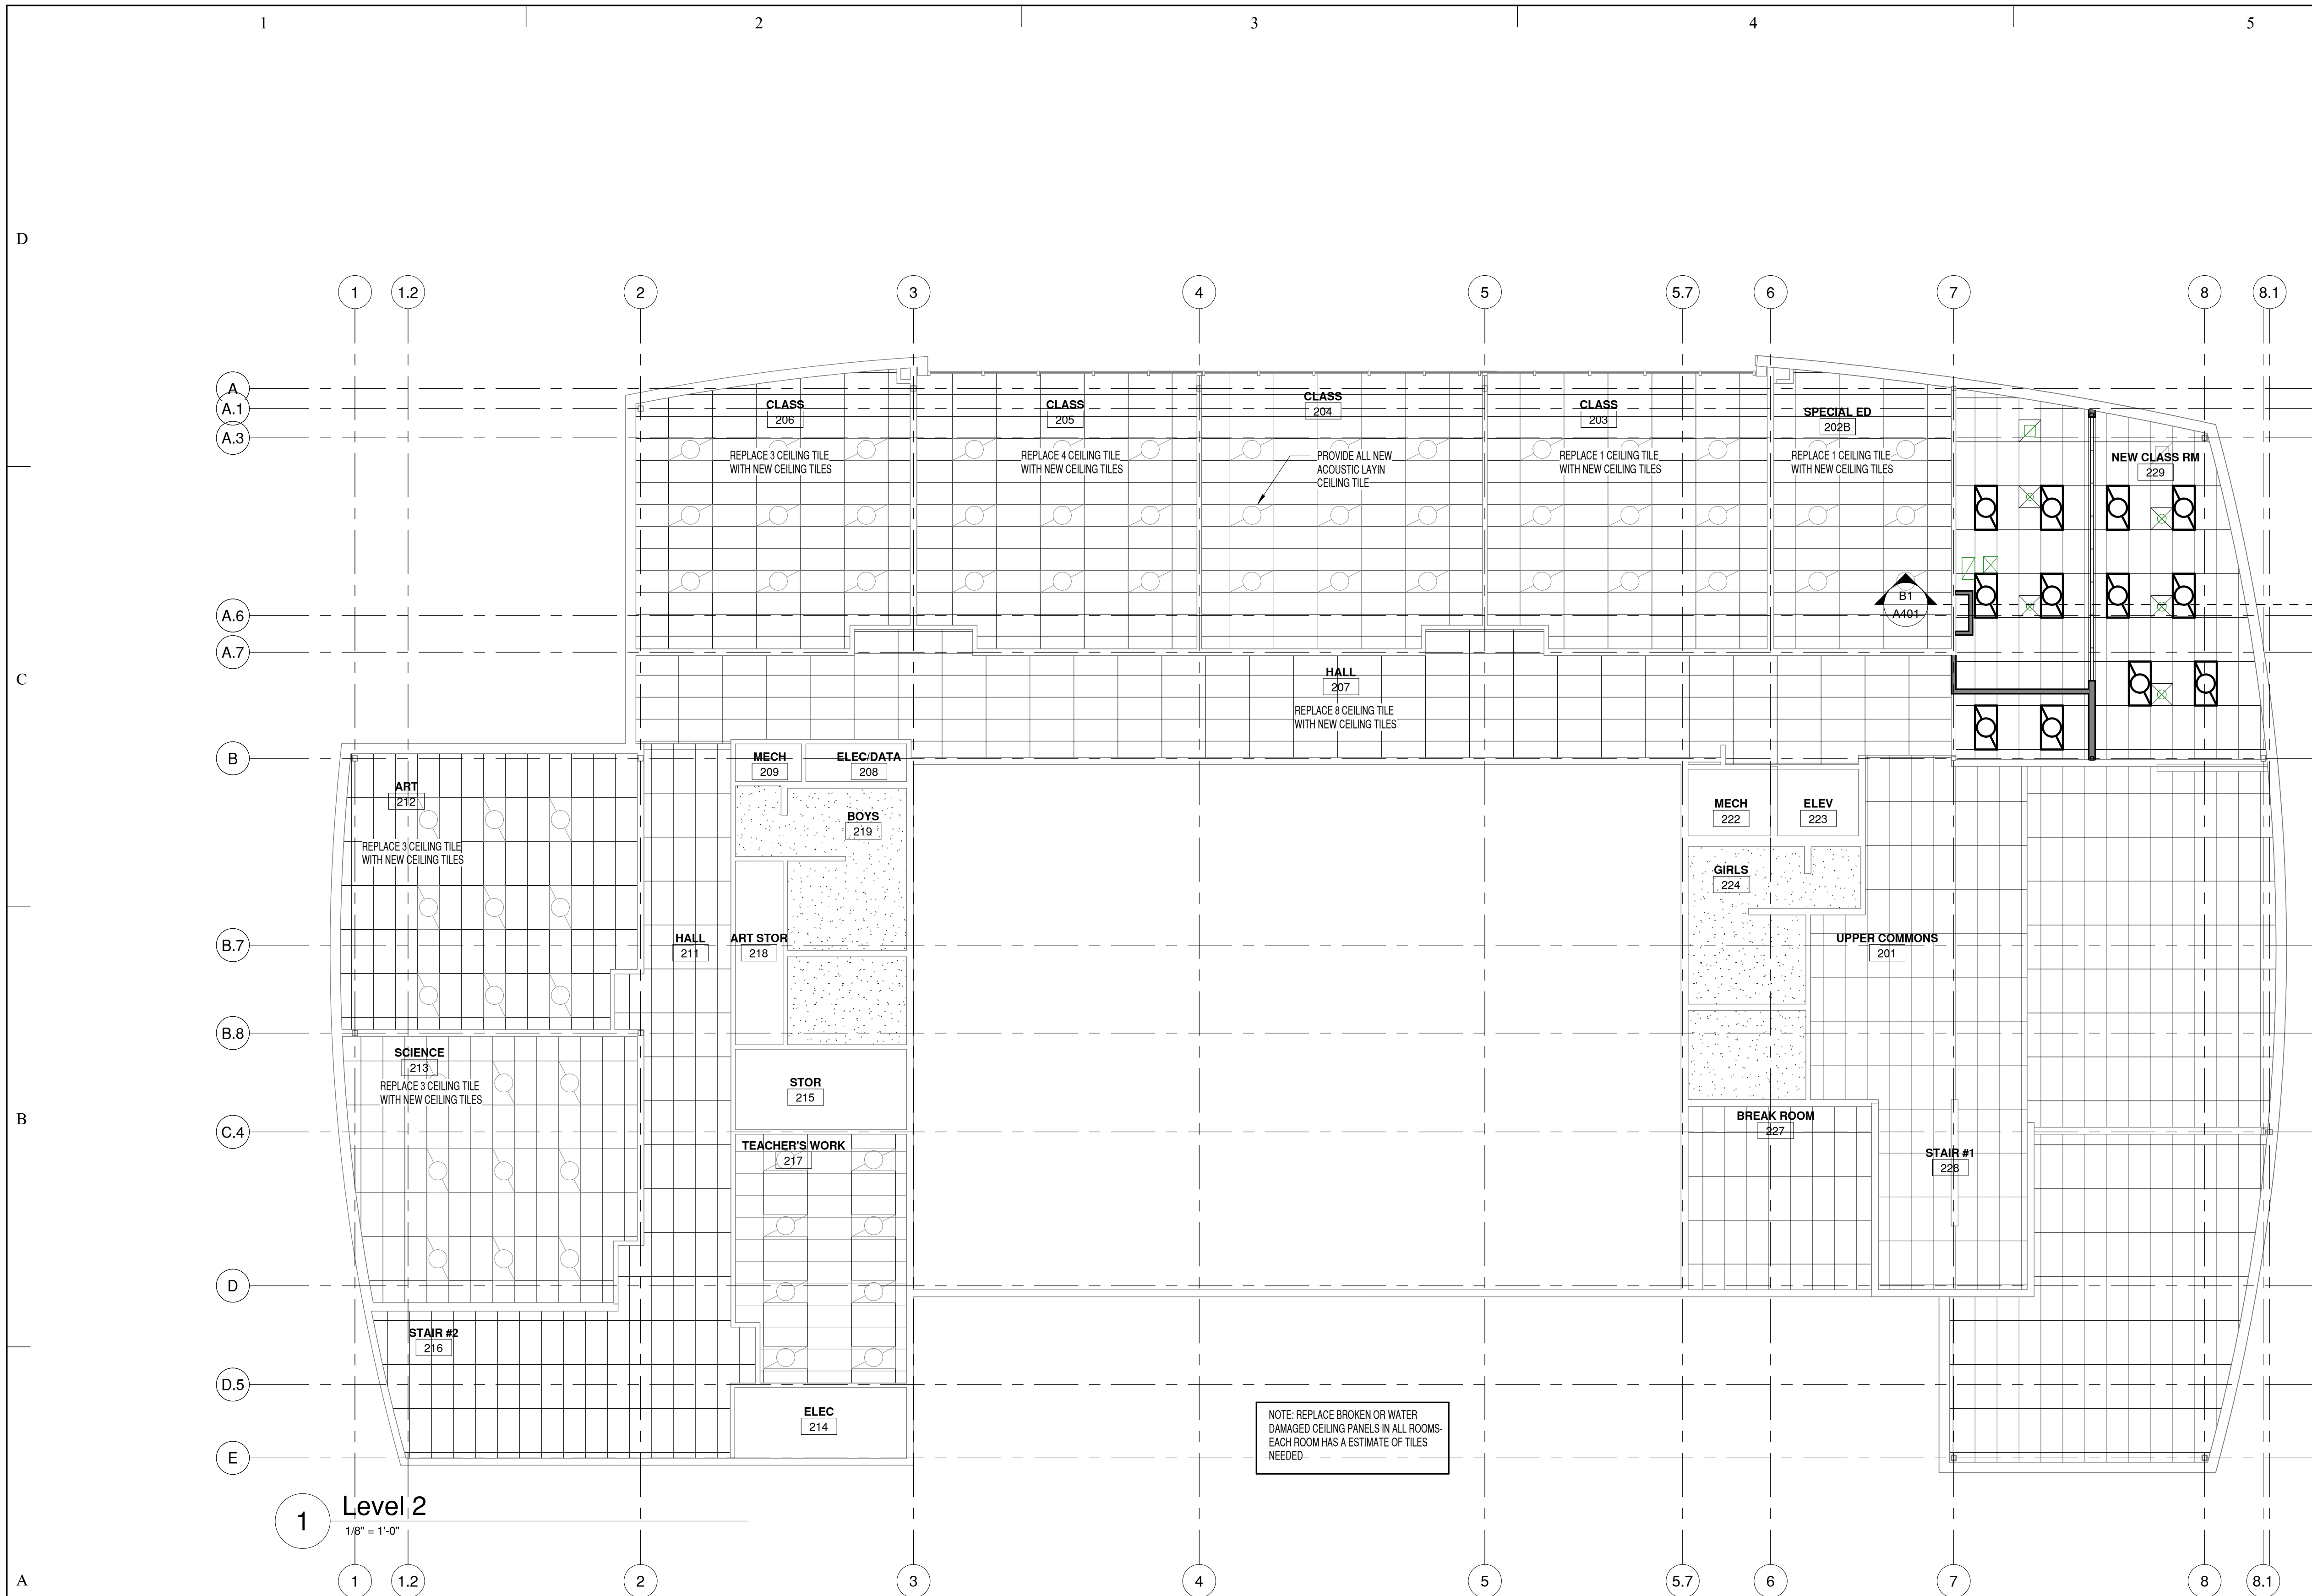 1 2 3 4 5
D
1 1.2 2 3 4 5 5.7 6 7 8 8.1
A
A.1
A.3
CLASS
206
REPLACE 3 CEILING TILE
WITH NEW CEILING TILES
CLASS
205
REPLACE 4 CEILING TILE
WITH NEW CEILING TILES
CLASS
204
PROVIDE ALL NEW
ACOUSTIC LAYIN
CEILING TILE
CLASS
203
REPLACE 1 CEILING TILE
WITH NEW CEILING TILES
SPECIAL ED
202B
REPLACE 1 CEILING TILE
WITH NEW CEILING TILES
NEW CLASS RM
229
B1
A401
A.6
A.7
C
HALL
207
REPLACE 8 CEILING TILE
WITH NEW CEILING TILES
B
MECH
209
ELEC/DATA
208
ART
212
REPLACE 3 CEILING TILE
WITH NEW CEILING TILES
BOYS
219
MECH
222
ELEV
223
GIRLS
224
B.7
HALL
211
ART STOR
218
UPPER COMMONS
201
B.8
SCIENCE
213
REPLACE 3 CEILING TILE
WITH NEW CEILING TILES
STOR
215
B
C.4
TEACHER'S WORK
217
BREAK ROOM
227
STAIR #1
228
D
STAIR #2
216
D.5
ELEC
214
NOTE: REPLACE BROKEN OR WATER
DAMAGED CEILING PANELS IN ALL ROOMS-
EACH ROOM HAS A ESTIMATE OF TILES
NEEDED
E
1
Level 2
1/8" = 1'-0"
A
1 1.2 2 3 4 5 5.7 6 7 8 8.1